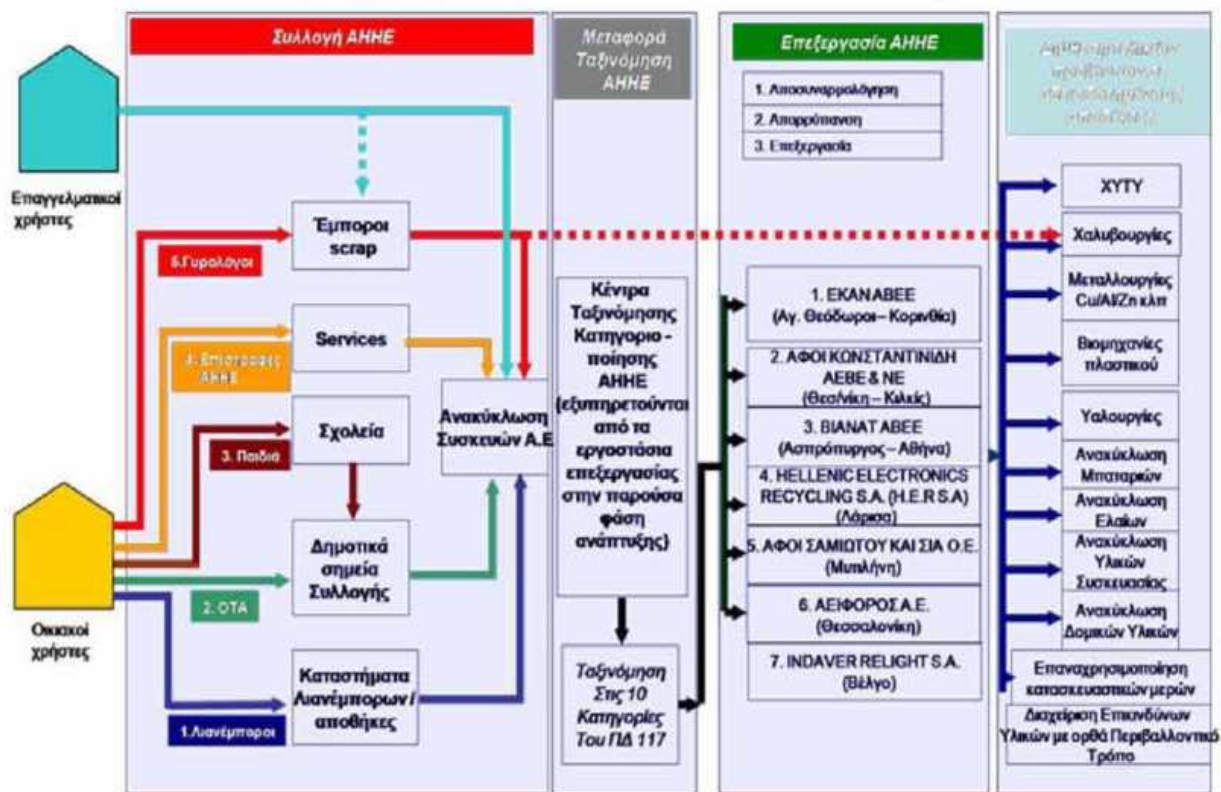 Συλλογή ΑΗΗΕ
Επαγγελματικοί
χρήστες
Έμποροι
scrap
5.Γυρολόγοι
Services
4. Επιστροφές
ΑΗΗΕ
Σχολεία
3. Παιδιά
Ανακύκλωση
Συσκευών Α.Ε
Δημοτικά
σημεία
Συλλογής
2. ΟΤΑ
Οικιακοί
χρήστες
Καταστήματα
Λιανέμπορων /
αποθήκες
1.Λιανέμποροι
Μεταφορά
Ταξινόμηση
ΑΗΗΕ
Κέντρα
Ταξινόμησης
Κατηγοριο -
ποίησης
ΑΗΗΕ
(εξυπηρετούνται
από τα
εργοστάσια
επεξεργασίας
στην παρούσα
φάση
ανάπτυξης)
Ταξινόμηση
Στις 10
Κατηγορίες
Του ΠΔ 117
Επεξεργασία ΑΗΗΕ
1. Αποσυναρμολόγηση
2. Απορρύπανση
3. Επεξεργασία
1. ΕΚΑΝ ΑΒΕΕ
(Αγ. Θεόδωροι – Κορινθία)
2. ΑΦΟΙ ΚΩΝΣΤΑΝΤΙΝΙΔΗ
ΑΕΒΕ & ΝΕ
(Θεσ/νίκη – Κιλκίς)
3. ΒΙΑΝΑΤ ΑΒΕΕ
(Ασπρόπυργος – Αθήνα)
4. HELLENIC ELECTRONICS
RECYCLING S.A. (H.E.R S.A)
(Λάρισα)
5. ΑΦΟΙ ΣΑΜΙΩΤΟΥ ΚΑΙ ΣΙΑ Ο.Ε.
(Μυτιλήνη)
6. ΑΕΙΦΟΡΟΣ Α.Ε.
(Θεσσαλονίκη)
7. INDAVER RELIGHT S.A.
(Βέλγο)
ΧΥΤΥ
Χαλυβουργίες
Μεταλλουργίες
Cu/Al/Zn κλπ
Βιομηχανίες
πλαστικού
Υαλουργίες
Ανακύκλωση
Μπαταριών
Ανακύκλωση
Ελαίων
Ανακύκλωση
Υλικών
Συσκευασίας
Ανακύκλωση
Δομικών Υλικών
Επαναχρησιμοποίηση
κατασκευαστικών μερών
Διαχείριση Επικινδύνων
Υλικών με ορθά Περιβαλλοντικό
Τρόπο